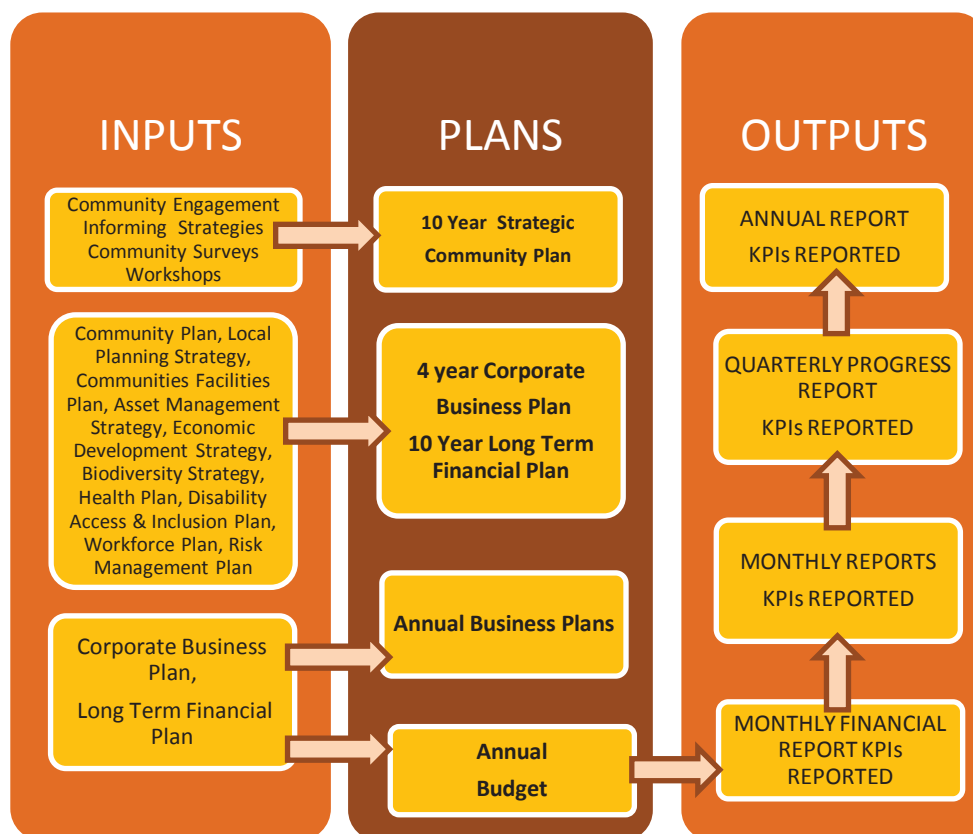 INPUTS
Community Engagement
Informing Strategies
Community Surveys
Workshops
Community Plan, Local
Planning Strategy,
Communities Facilities
Plan, Asset Management
Strategy, Economic
Development Strategy,
Biodiversity Strategy,
Health Plan, Disability
Access & Inclusion Plan,
Workforce Plan, Risk
Management Plan
Corporate Business
Plan,
Long Term Financial
Plan
PLANS
10 Year Strategic
Community Plan
4 year Corporate
Business Plan
10 Year Long Term
Financial Plan
Annual Business Plans
Annual
Budget
OUTPUTS
ANNUAL REPORT
KPIs REPORTED
QUARTERLY PROGRESS
REPORT
KPIs REPORTED
MONTHLY REPORTS
KPIs REPORTED
MONTHLY FINANCIAL
REPORT KPIs
REPORTED